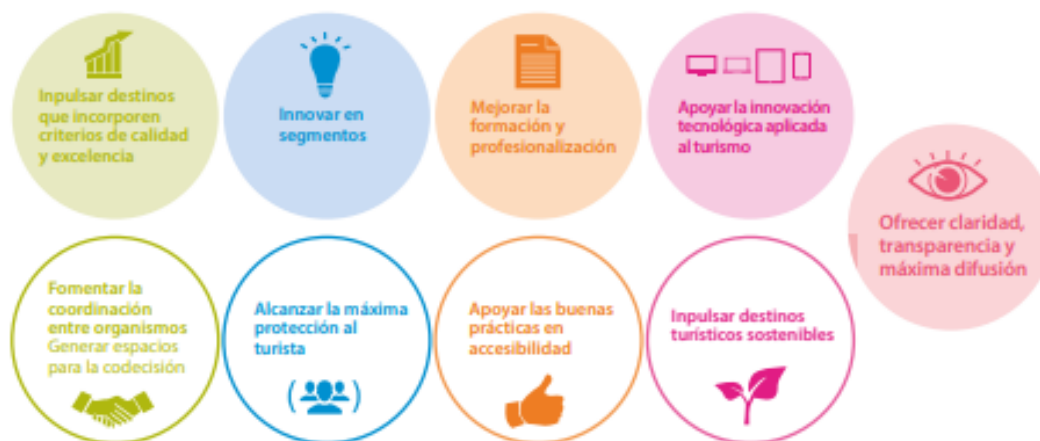 Inpulsar destinos
que incorporen
criterios de calidad
y excelencia
Innovar en
segmentos
Mejorar la
formación y
profesionalización
Apoyar la innovación
tecnológica aplicada
al turismo
Ofrecer claridad,
transparencia y
máxima difusión
Fomentar la
coordinación
entre organismos
Generar espacios
para la codecisión
Alcanzar la máxima
protección al
turista
Apoyar las buenas
prácticas en
accesibilidad
Inpulsar destinos
turísticos sostenibles